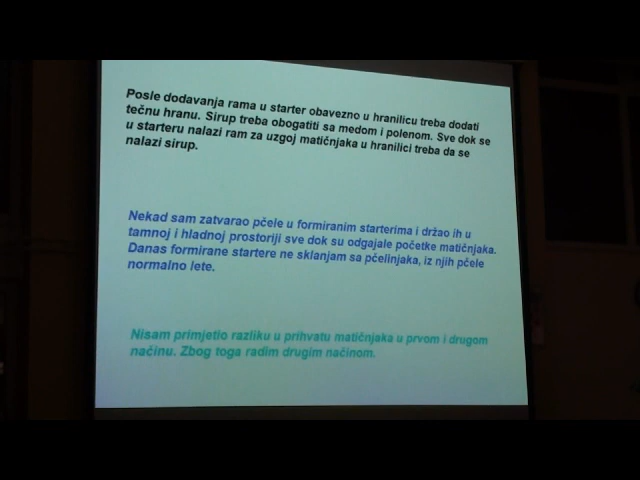 Posle dodavanja rama u starter obavezno u hranilicu treba dodati
tečnu hranu. Sirup treba obogatiti sa medom i polenom. Sve dok se
u starteru nalazi ram za uzgoj matičnjaka u hranilici treba da se
nalazi sirup.
Nekad sam zatvarao pčele u formiranim starterima i držao ih u
tamnoj i hladnoj prostoriji sve dok su odgajale početke matičnjaka.
Danas formirane startere ne sklanjam sa pčelinjaka, iz njih pčele
normalno lete.
Nisam primjetio razliku u prihvatu matičnjaka u prvom i drugom
načinu. Zbog toga radim drugim načinom.